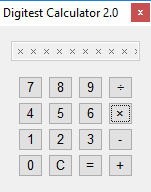 Digitest Calculator 2.0 x
× × × × × × × × × × ×
7 8 9 ÷
4 5 6 ×
1 2 3 -
0 C = +